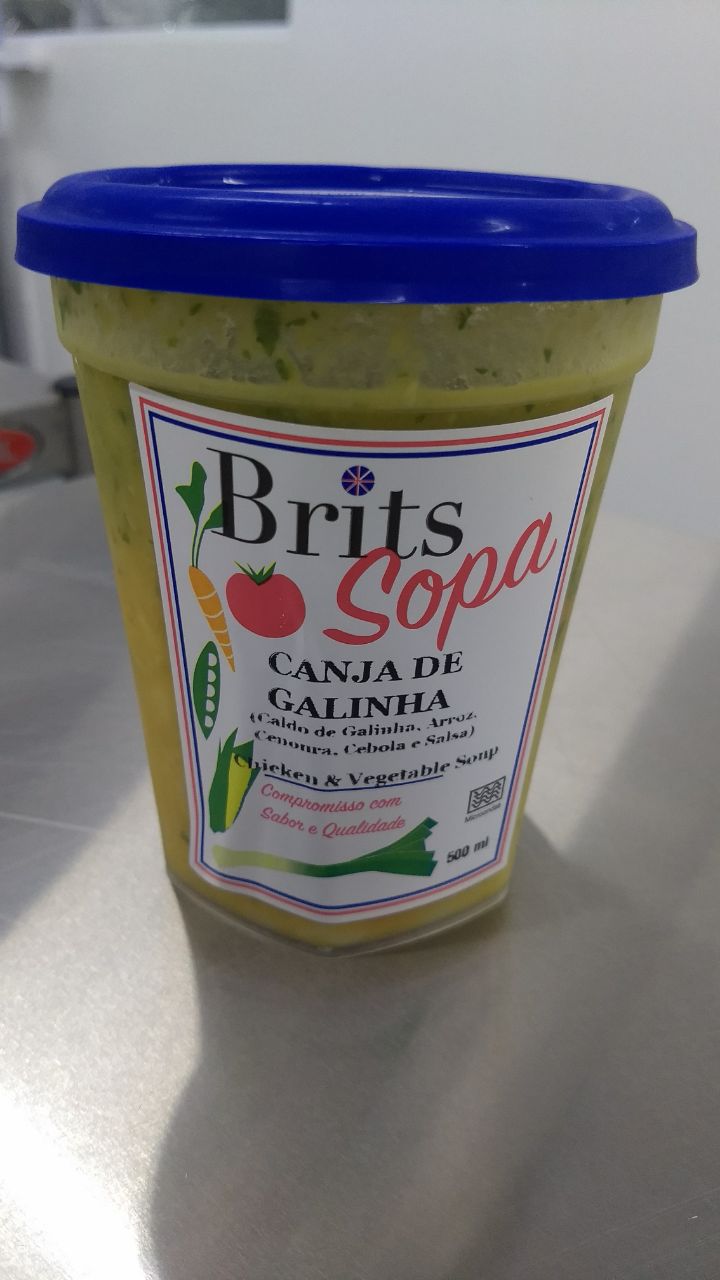 Brits
Sopa
CANJA DE
GALINHA
(Caldo de Galinha, Arroz,
Cenoura, Cebola e Salsa)
Chicken & Vegetable Soup
Compromisso com
Sabor e Qualidade
Microondas
500 ml